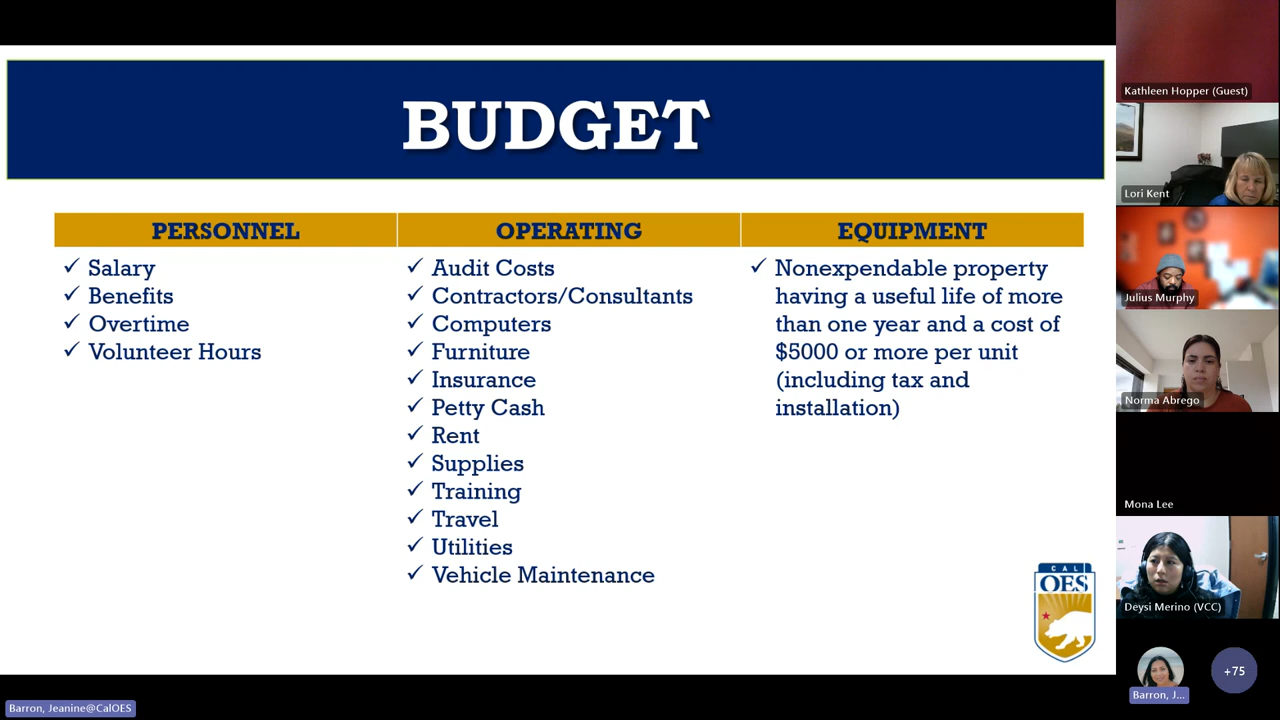 BUDGET
PERSONNEL
✓ Salary
✓ Benefits
✓ Overtime
✓ Volunteer Hours
OPERATING
✓ Audit Costs
✓ Contractors/Consultants
✓ Computers
✓ Furniture
✓ Insurance
✓ Petty Cash
✓ Rent
✓ Supplies
✓ Training
✓ Travel
✓ Utilities
✓ Vehicle Maintenance
EQUIPMENT
✓ Nonexpendable property
having a useful life of more
than one year and a cost of
$5000 or more per unit
(including tax and
installation)
CAL
OES
Kathleen Hopper (Guest)
Lori Kent
Julius Murphy
Norma Abrego
Mona Lee
Deysi Merino (VCC)
Barron, J...
+75
Barron, Jeanine@CalOES